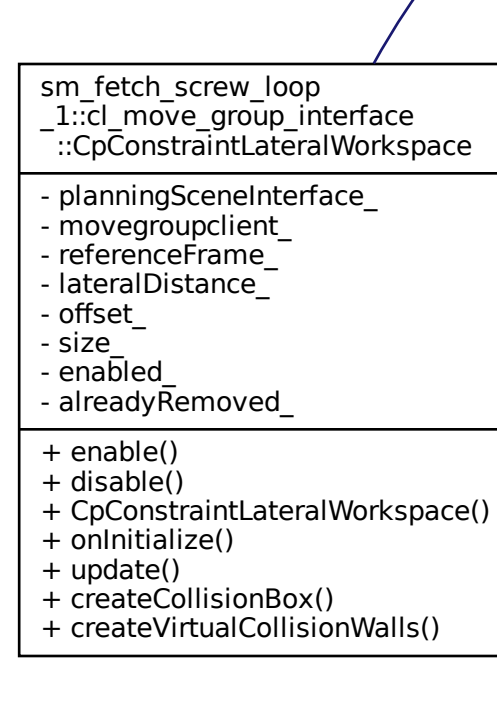 sm_fetch_screw_loop
_1::cl_move_group_interface
::CpConstraintLateralWorkspace
- planningSceneInterface_
- movegroupclient_
- referenceFrame_
- lateralDistance_
- offset_
- size_
- enabled_
- alreadyRemoved_
+ enable()
+ disable()
+ CpConstraintLateralWorkspace()
+ onInitialize()
+ update()
+ createCollisionBox()
+ createVirtualCollisionWalls()